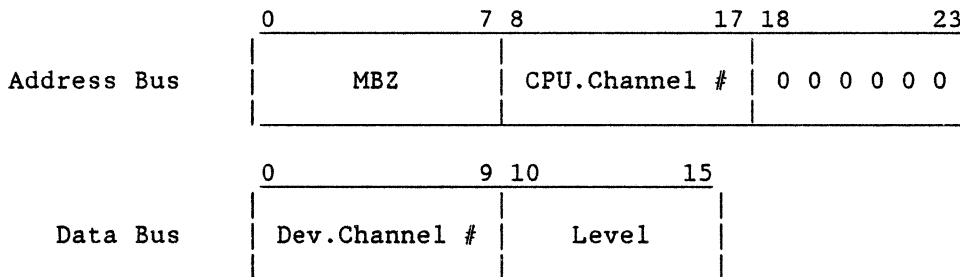 0 7 8 17 18 23
Address Bus MBZ CPU.Channel # 0 0 0 0 0 0
0 9 10 15
Data Bus Dev.Channel # Level